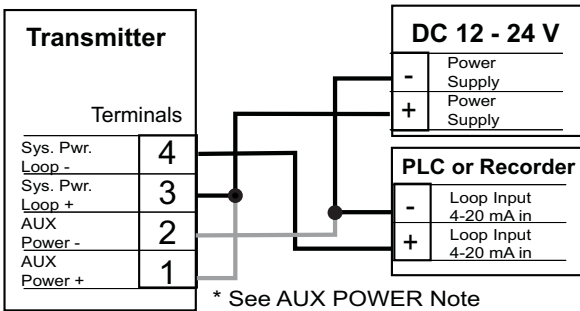 Transmitter
Terminals
Sys. Pwr.
Loop -
4
Sys. Pwr.
Loop +
3
AUX
Power -
2
AUX
Power +
1
DC 12 - 24 V
-
Power
Supply
+
Power
Supply
PLC or Recorder
-
Loop Input
4-20 mA in
+
Loop Input
4-20 mA in
* See AUX POWER Note